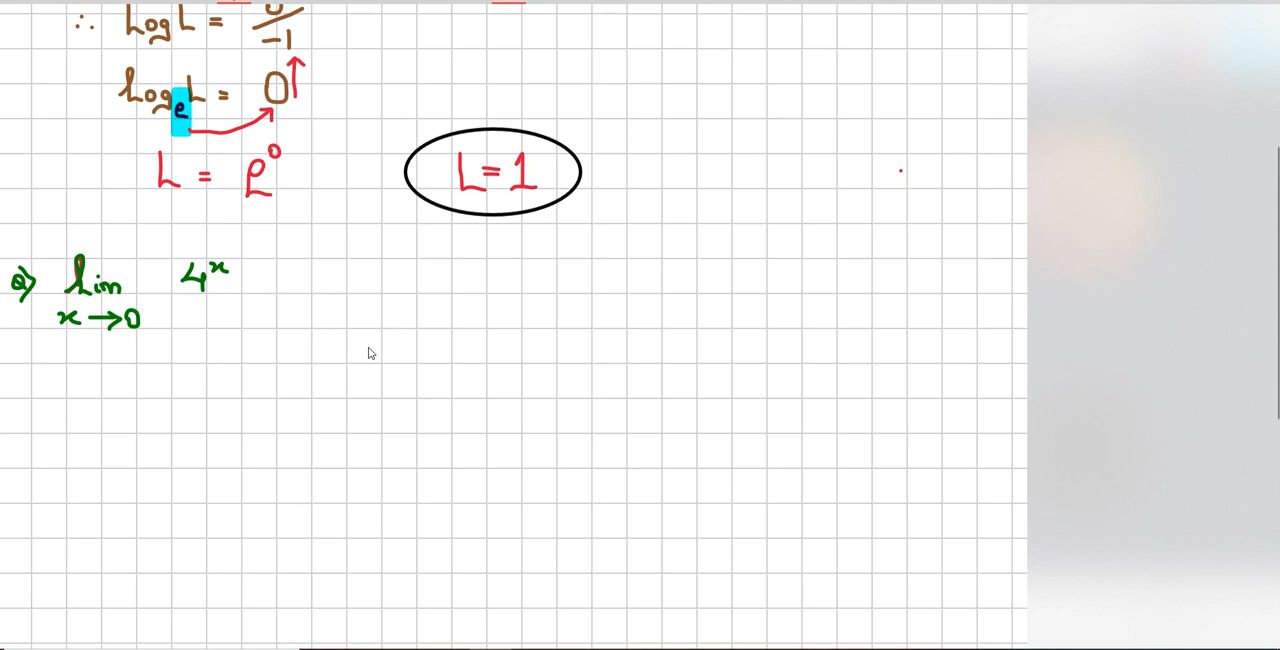 ∴ Log L = 0/-1
Log e L = 0
L = e⁰
L = 1
Q) lim 4ˣ
x → 0